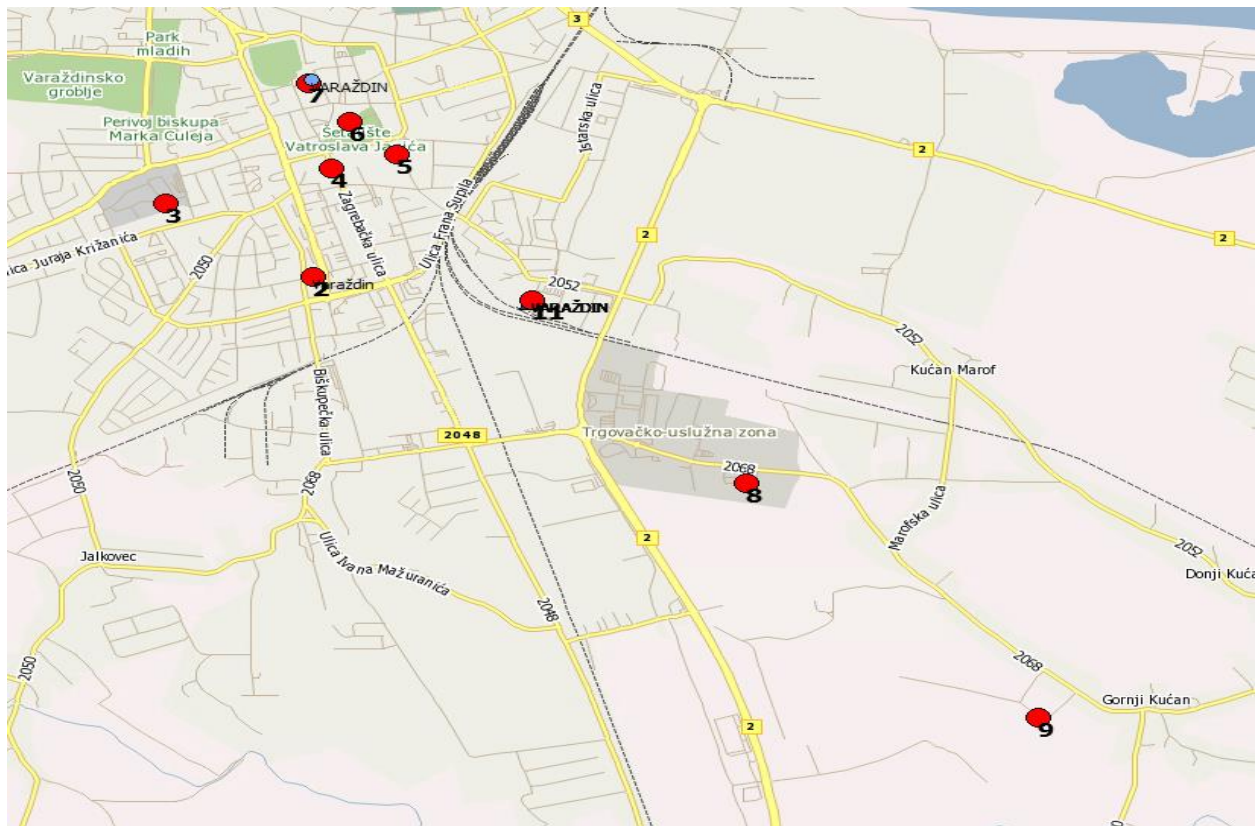 3
Park
mladih
Varaždinsko
groblje
VARAŽDIN
7
2
Perivoj biskupa
Marka Culeja
6
Šetalište
Vatroslava Jagića
5
4
Istarska ulica
3
Zagrebačka ulica
Ulica Frana Supila
2
2
Juraja Križanića
2050
2
Varaždin
2052
VARAŽDIN
11
2052
Kućan Marof
Biškupečka ulica
2048
Trgovačko-uslužna zona
2068
2068
8
2050
Marofska ulica
2
2052
Jalkovec
Ulica Ivana Mažuranića
Donji Kuća
2048
2050
2068
Gornji Kućan
2
9